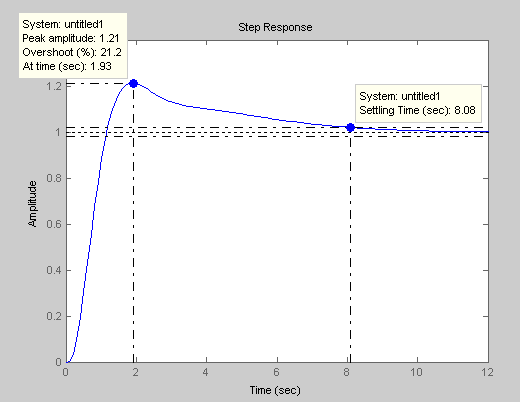 Step Response
System: untitled1
Peak amplitude: 1.21
Overshoot (%): 21.2
At time (sec): 1.93
System: untitled1
Settling Time (sec): 8.08
1.2
1
0.8
0.6
0.4
0.2
0
Amplitude
0 2 4 6 8 10 12
Time (sec)